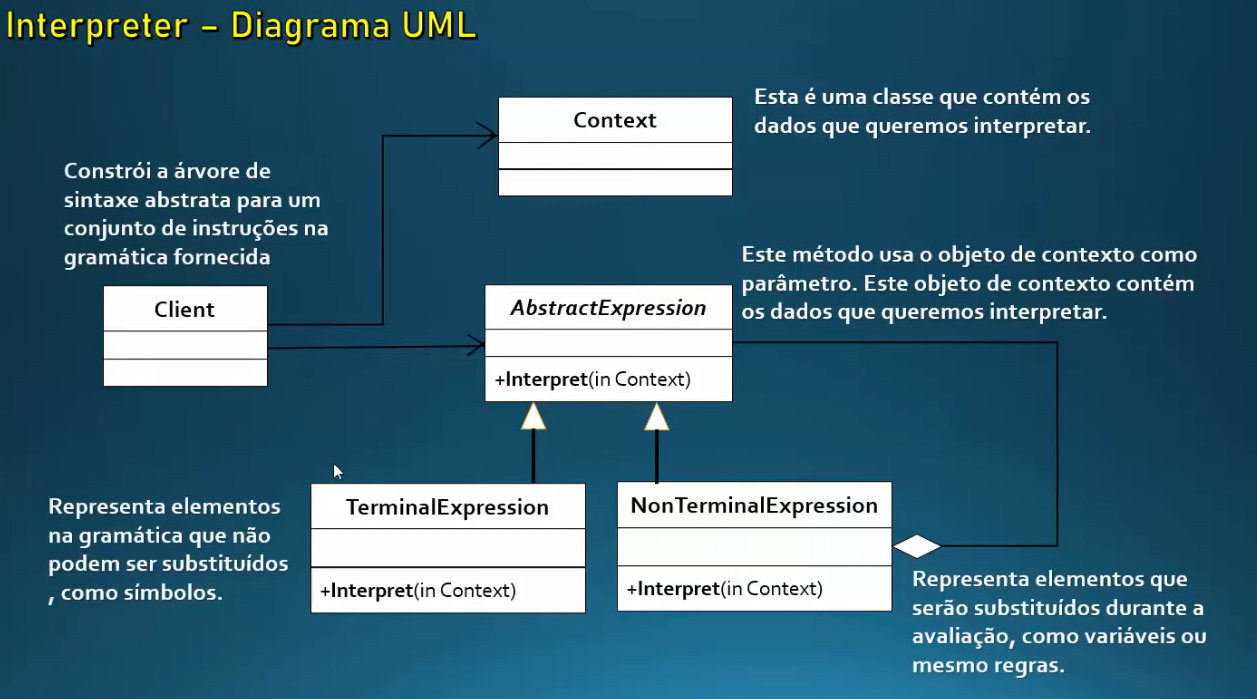 Interpreter – Diagrama UML
Esta é uma classe que contém os
dados que queremos interpretar.
Context
Constrói a árvore de
sintaxe abstrata para um
conjunto de instruções na
gramática fornecida
Este método usa o objeto de contexto como
parâmetro. Este objeto de contexto contém
os dados que queremos interpretar.
Client
AbstractExpression
+Interpret(in Context)
Representa elementos
na gramática que não
podem ser substituídos
, como símbolos.
TerminalExpression
+Interpret(in Context)
NonTerminalExpression
+Interpret(in Context)
Representa elementos que
serão substituídos durante a
avaliação, como variáveis ou
mesmo regras.